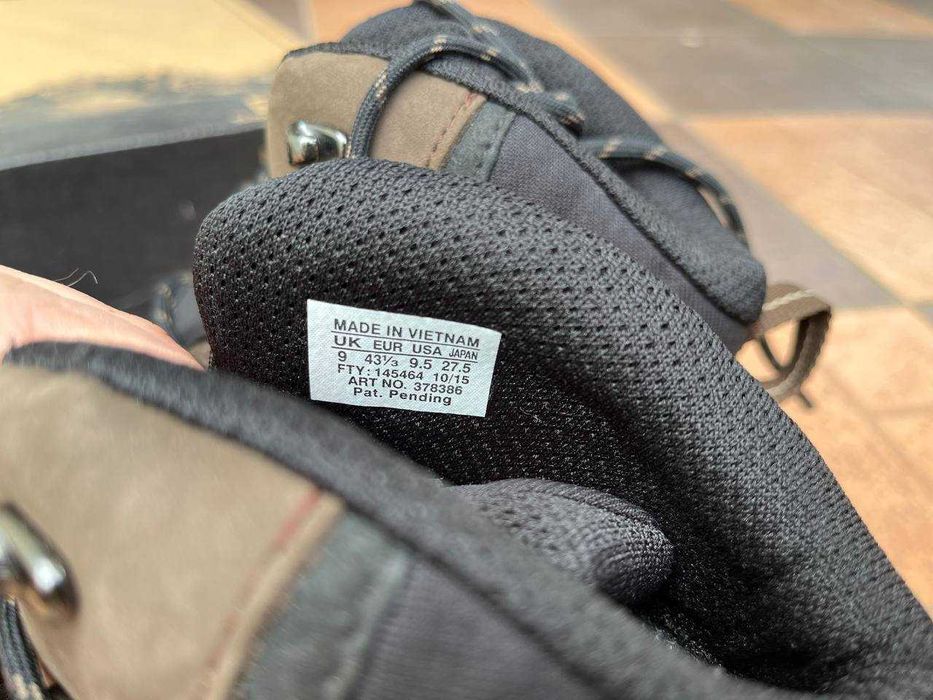 MADE IN VIETNAM
UK EUR USA JAPAN
9 43⅓ 9.5 27.5
FTY: 145464 10/15
ART NO. 378386
Pat. Pending